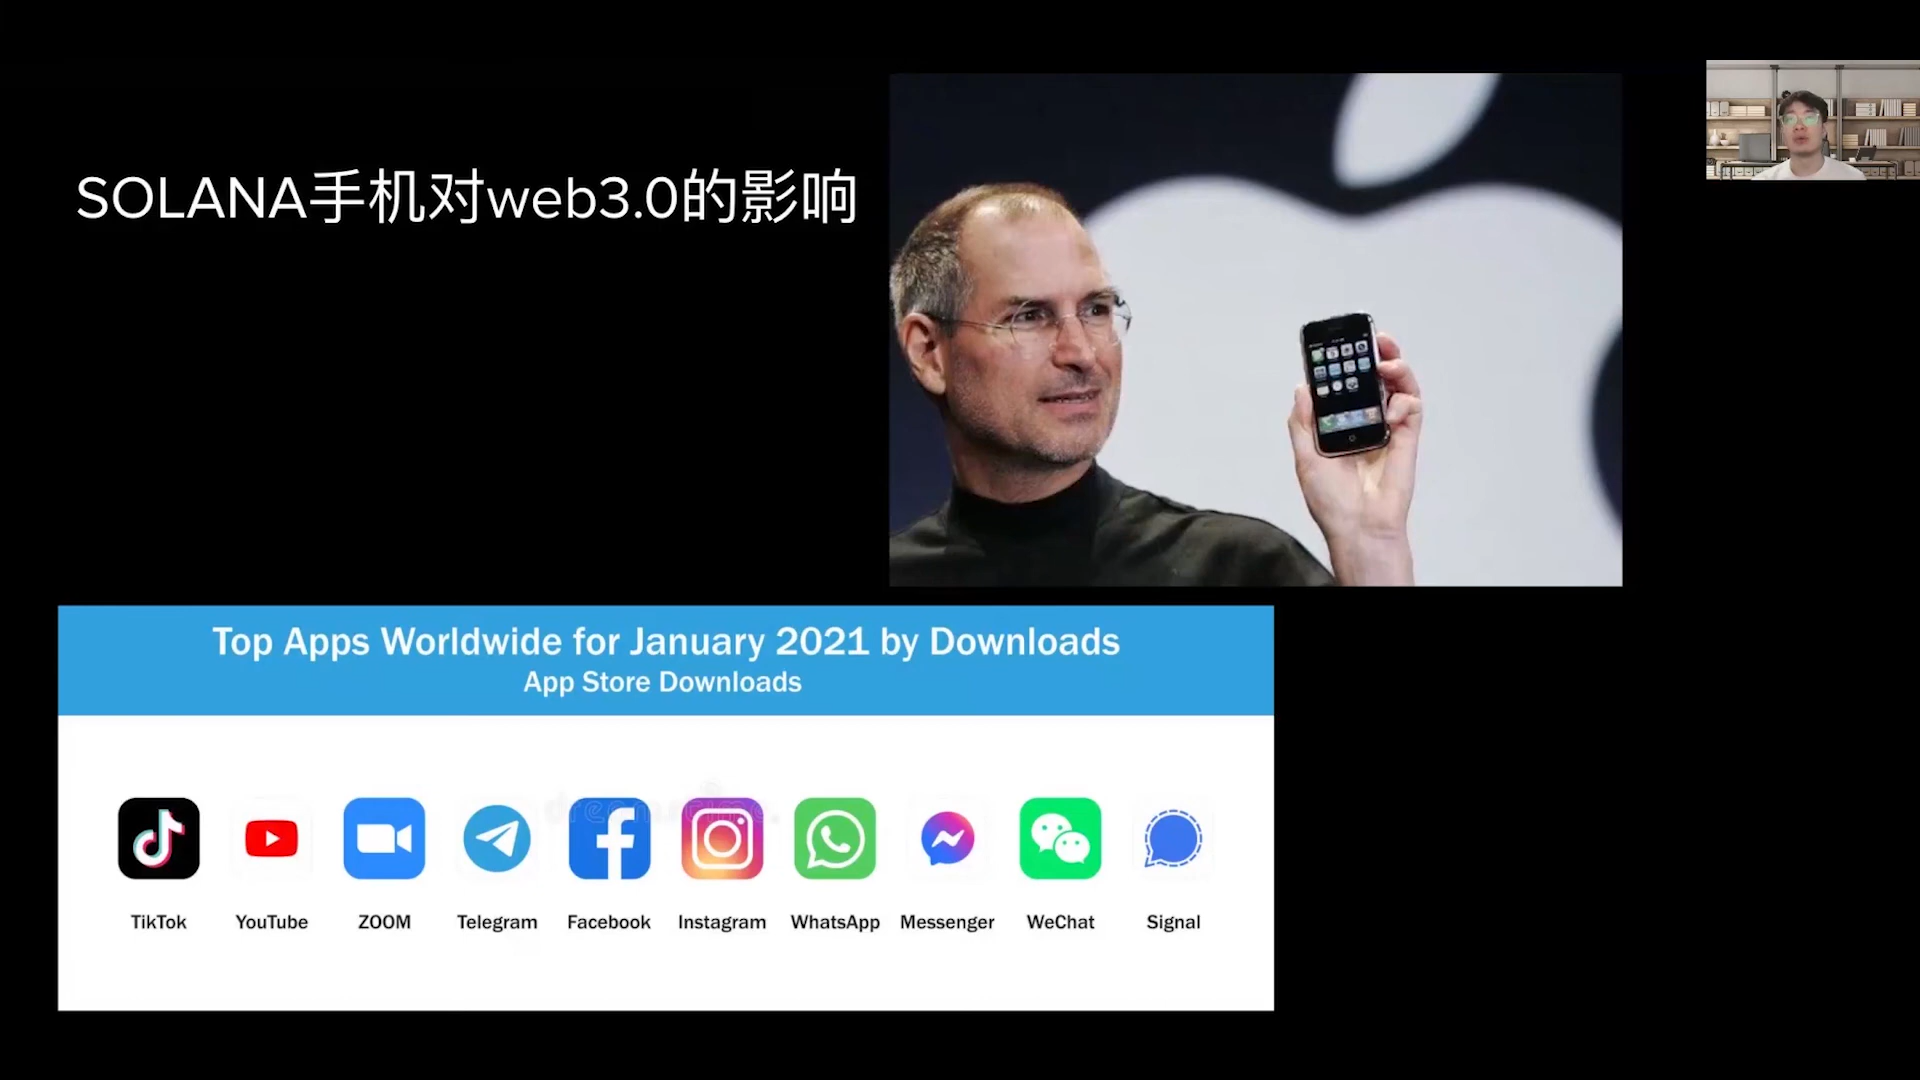 SOLANA手机对web3.0的影响
Top Apps Worldwide for January 2021 by Downloads
App Store Downloads
TikTok YouTube ZOOM Telegram Facebook Instagram WhatsApp Messenger WeChat Signal